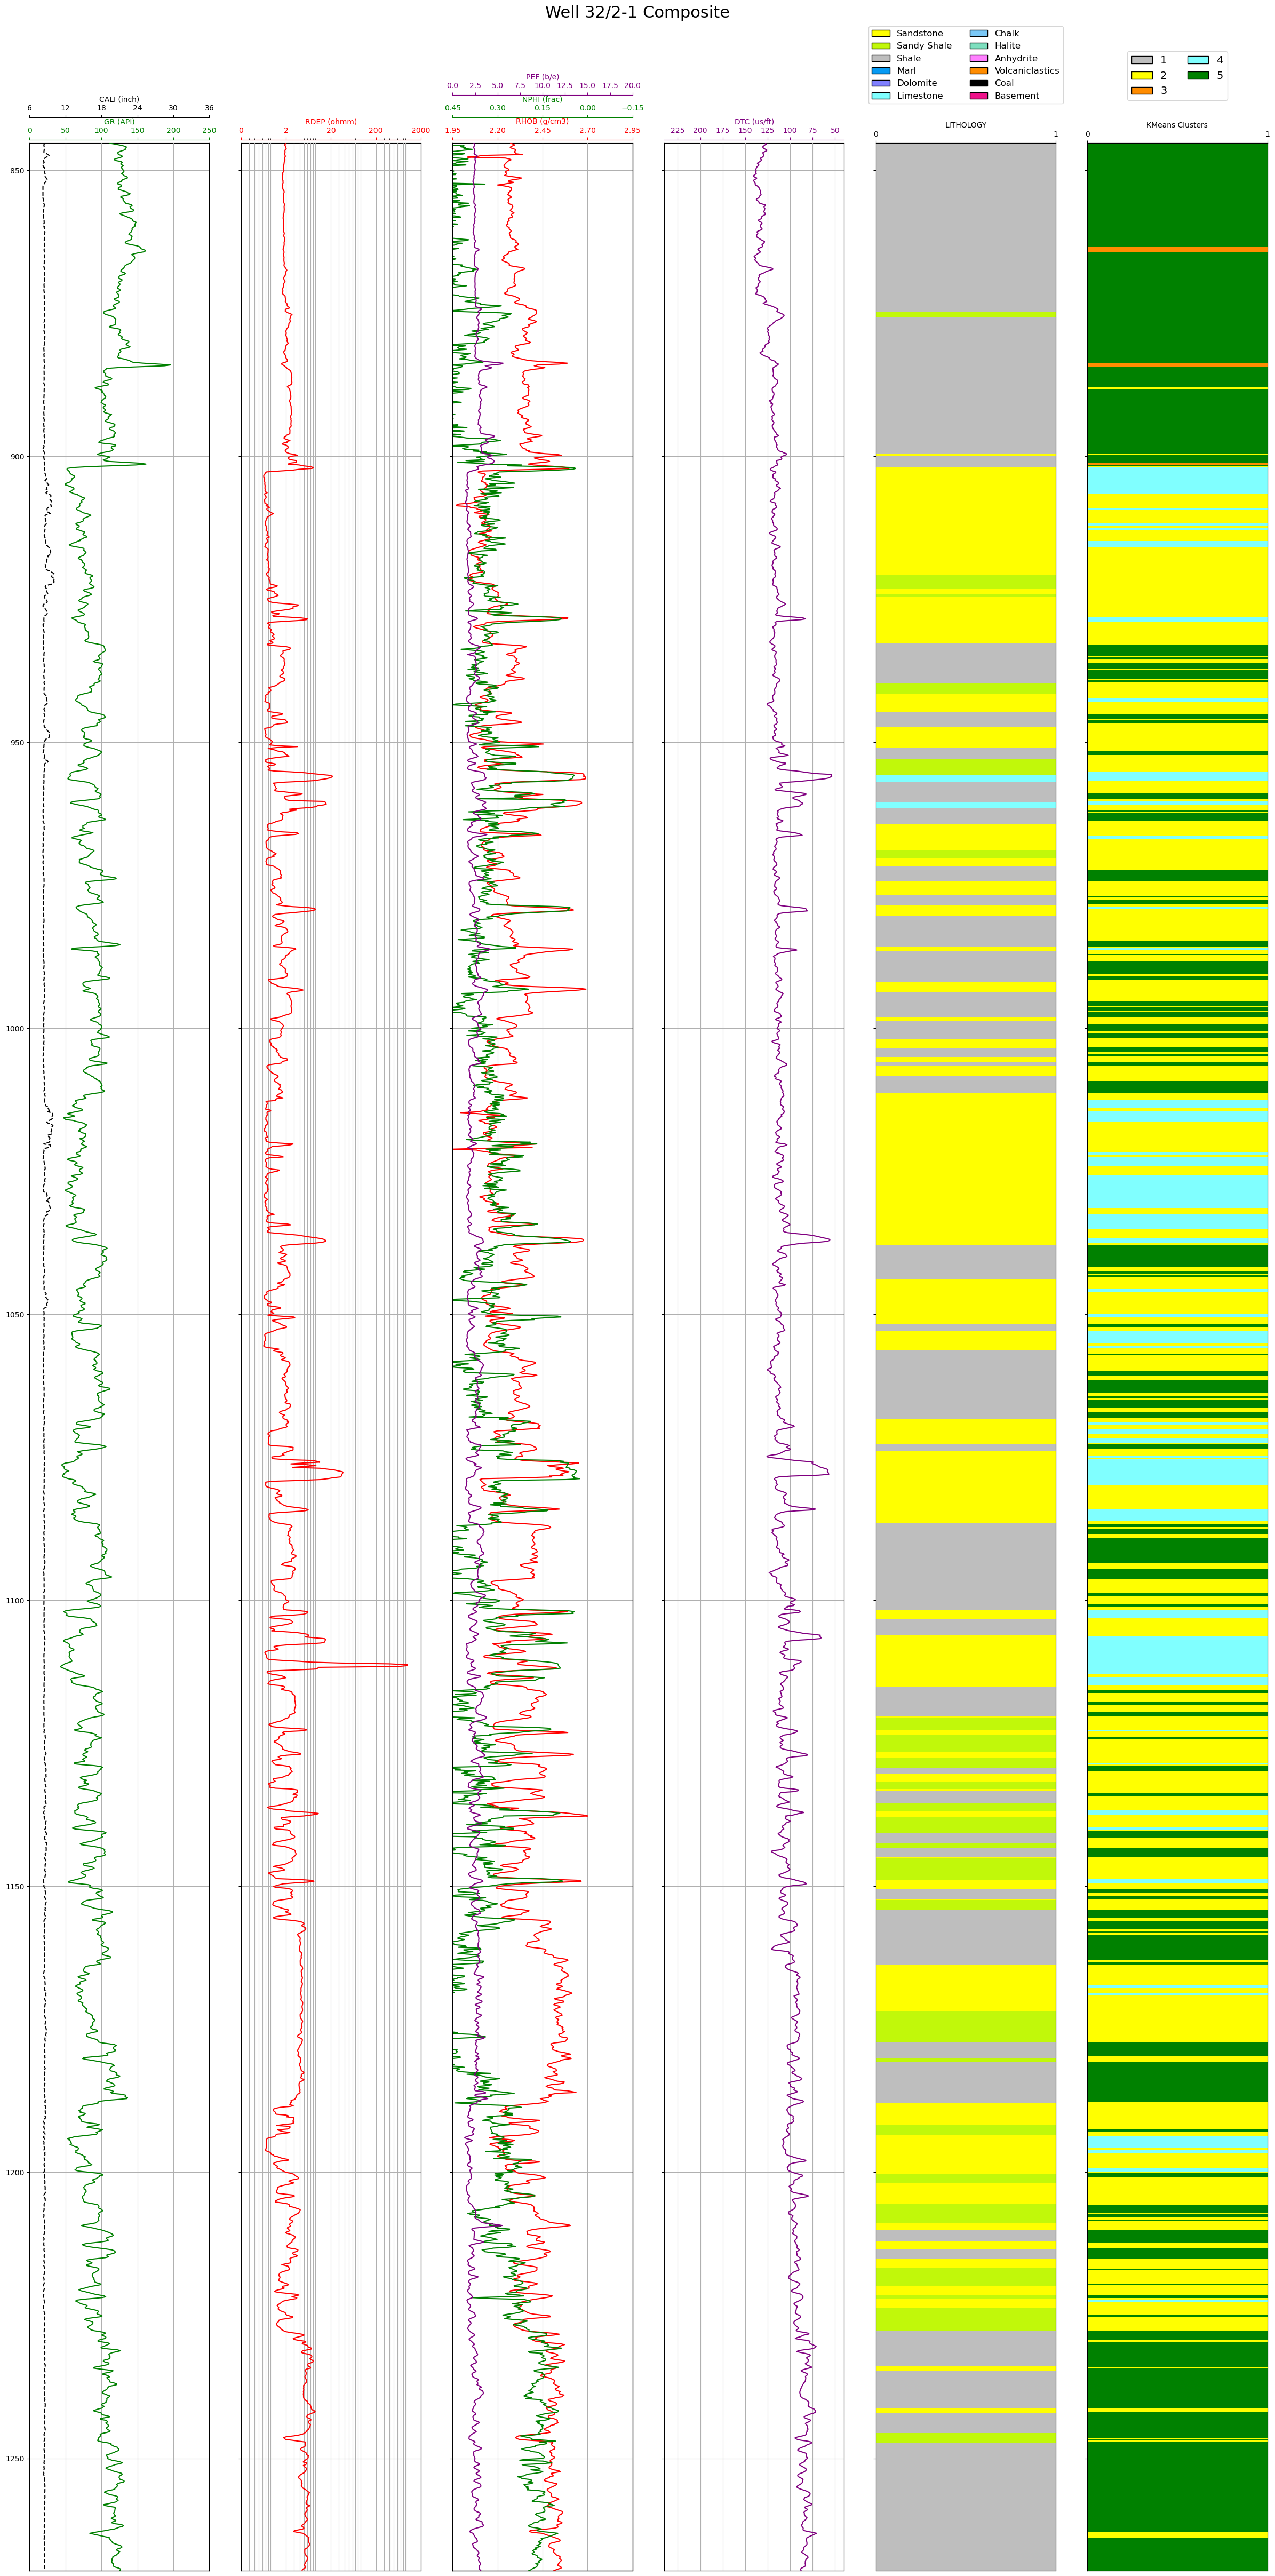 Well 32/2-1 Composite
Sandstone Chalk
Sandy Shale Halite
Shale Anhydrite
Marl Volcaniclastics
Dolomite Coal
Limestone Basement
1 4
2 5
3
PEF (b/e)
0.0 2.5 5.0 7.5 10.0 12.5 15.0 17.5 20.0
CALI (inch) NPHI (frac)
6 12 18 24 30 36 0.45 0.30 0.15 0.00 −0.15
GR (API) RDEP (ohmm) RHOB (g/cm3) DTC (us/ft) LITHOLOGY KMeans Clusters
0 50 100 150 200 250 0 2 20 200 2000 1.95 2.20 2.45 2.70 2.95 225 200 175 150 125 100 75 50 0 1 0 1
850
900
950
1000
1050
1100
1150
1200
1250